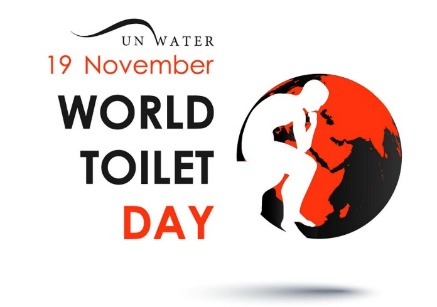 UN WATER
19 November
WORLD
TOILET
DAY